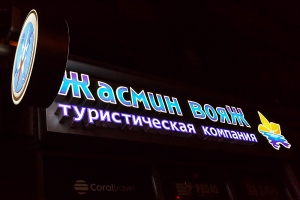 Жасмин вояЖ
туристическая компания
Coral travel